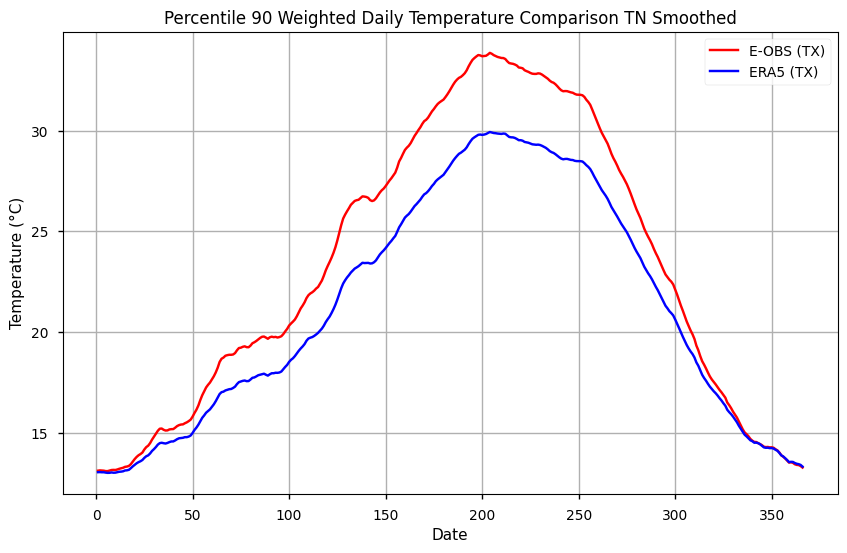 Percentile 90 Weighted Daily Temperature Comparison TN Smoothed
E-OBS (TX)
ERA5 (TX)
Temperature (°C)
30
25
20
15
0
50
100
150
200
250
300
350
Date